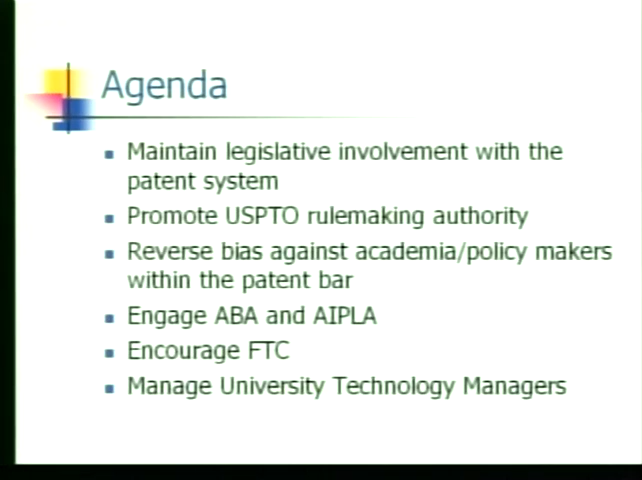 Agenda
Maintain legislative involvement with the
patent system
Promote USPTO rulemaking authority
Reverse bias against academia/policy makers
within the patent bar
Engage ABA and AIPLA
Encourage FTC
Manage University Technology Managers